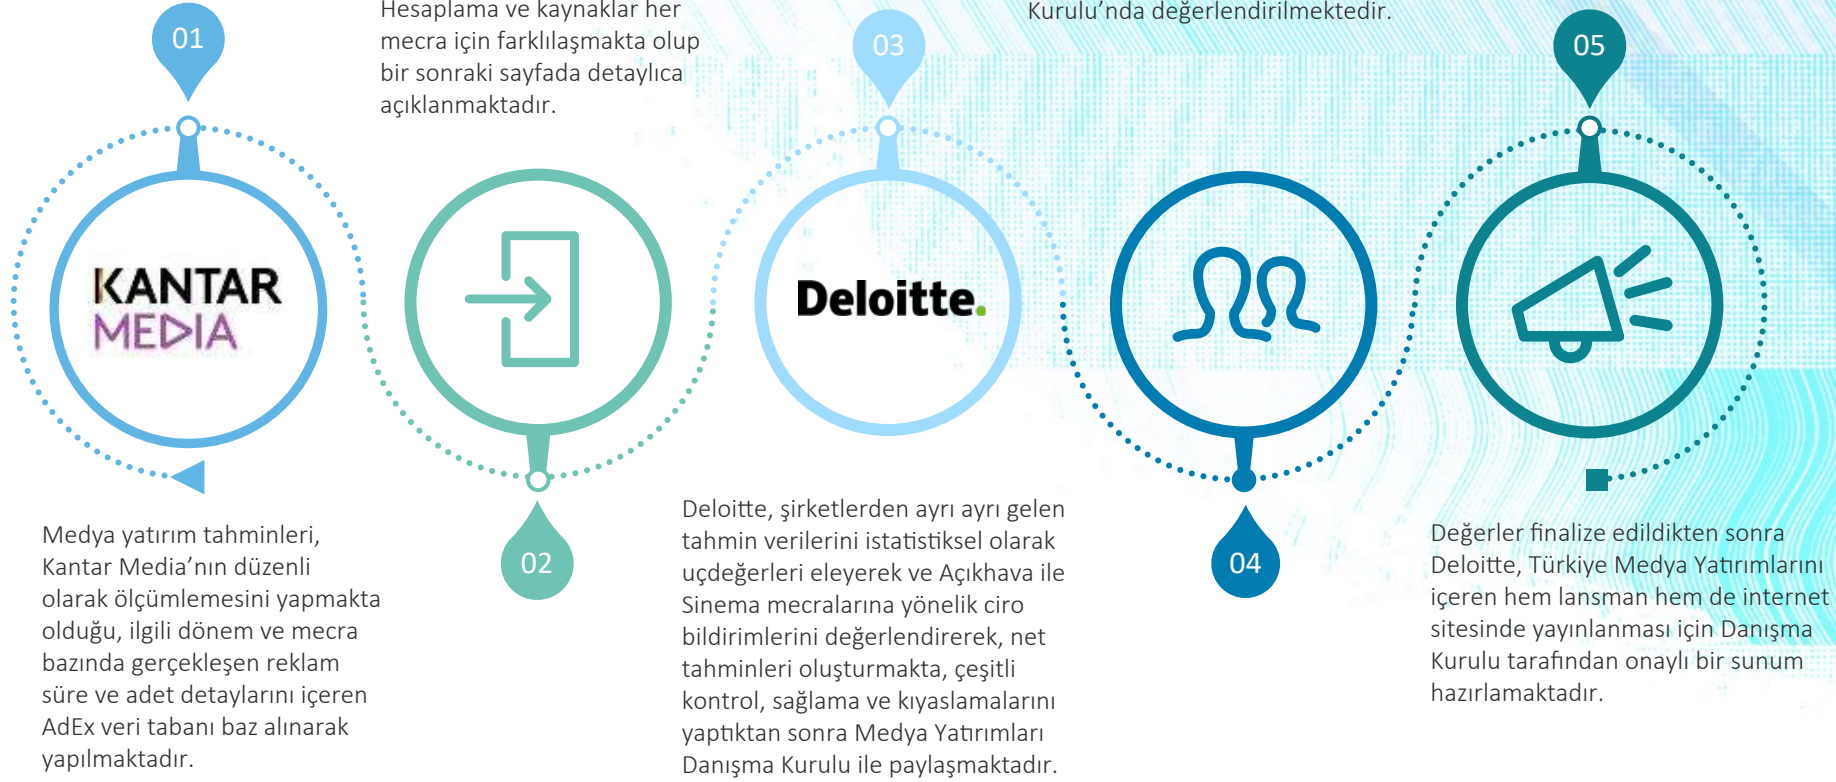 01
KANTAR
MEDIA
Medya yatırım tahminleri,
Kantar Media’nın düzenli
olarak ölçümlemesini yapmakta
olduğu, ilgili dönem ve mecra
bazında gerçekleşen reklam
süre ve adet detaylarını içeren
AdEx veri tabanı baz alınarak
yapılmaktadır.
Hesaplama ve kaynaklar her
mecra için farklılaşmakta olup
bir sonraki sayfada detaylıca
açıklanmaktadır.
02
03
Deloitte.
Deloitte, şirketlerden ayrı ayrı gelen
tahmin verilerini istatistiksel olarak
uçdeğerleri eleyerek ve Açıkhava ile
Sinema mecralarına yönelik ciro
bildirimlerini değerlendirerek, net
tahminleri oluşturmakta, çeşitli
kontrol, sağlama ve kıyaslamalarını
yaptıktan sonra Medya Yatırımları
Danışma Kurulu ile paylaşmaktadır.
Kurulu’nda değerlendirilmektedir.
04
05
Değerler finalize edildikten sonra
Deloitte, Türkiye Medya Yatırımlarını
içeren hem lansman hem de internet
sitesinde yayınlanması için Danışma
Kurulu tarafından onaylı bir sunum
hazırlamaktadır.